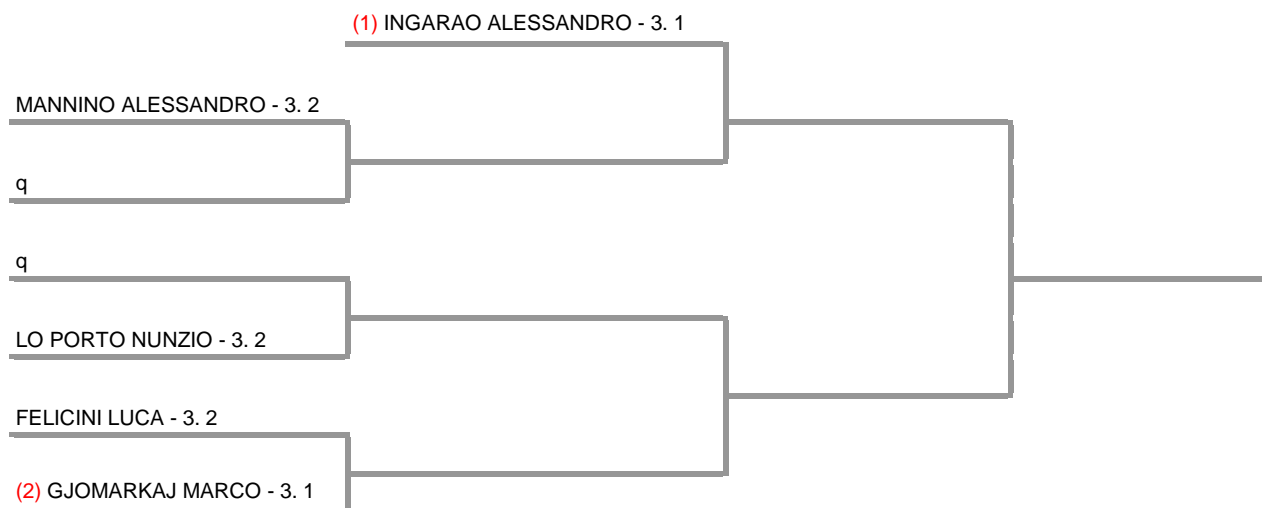 (1) INGARAO ALESSANDRO - 3. 1
MANNINO ALESSANDRO - 3. 2
q
q
LO PORTO NUNZIO - 3. 2
FELICINI LUCA - 3. 2
(2) GJOMARKAJ MARCO - 3. 1